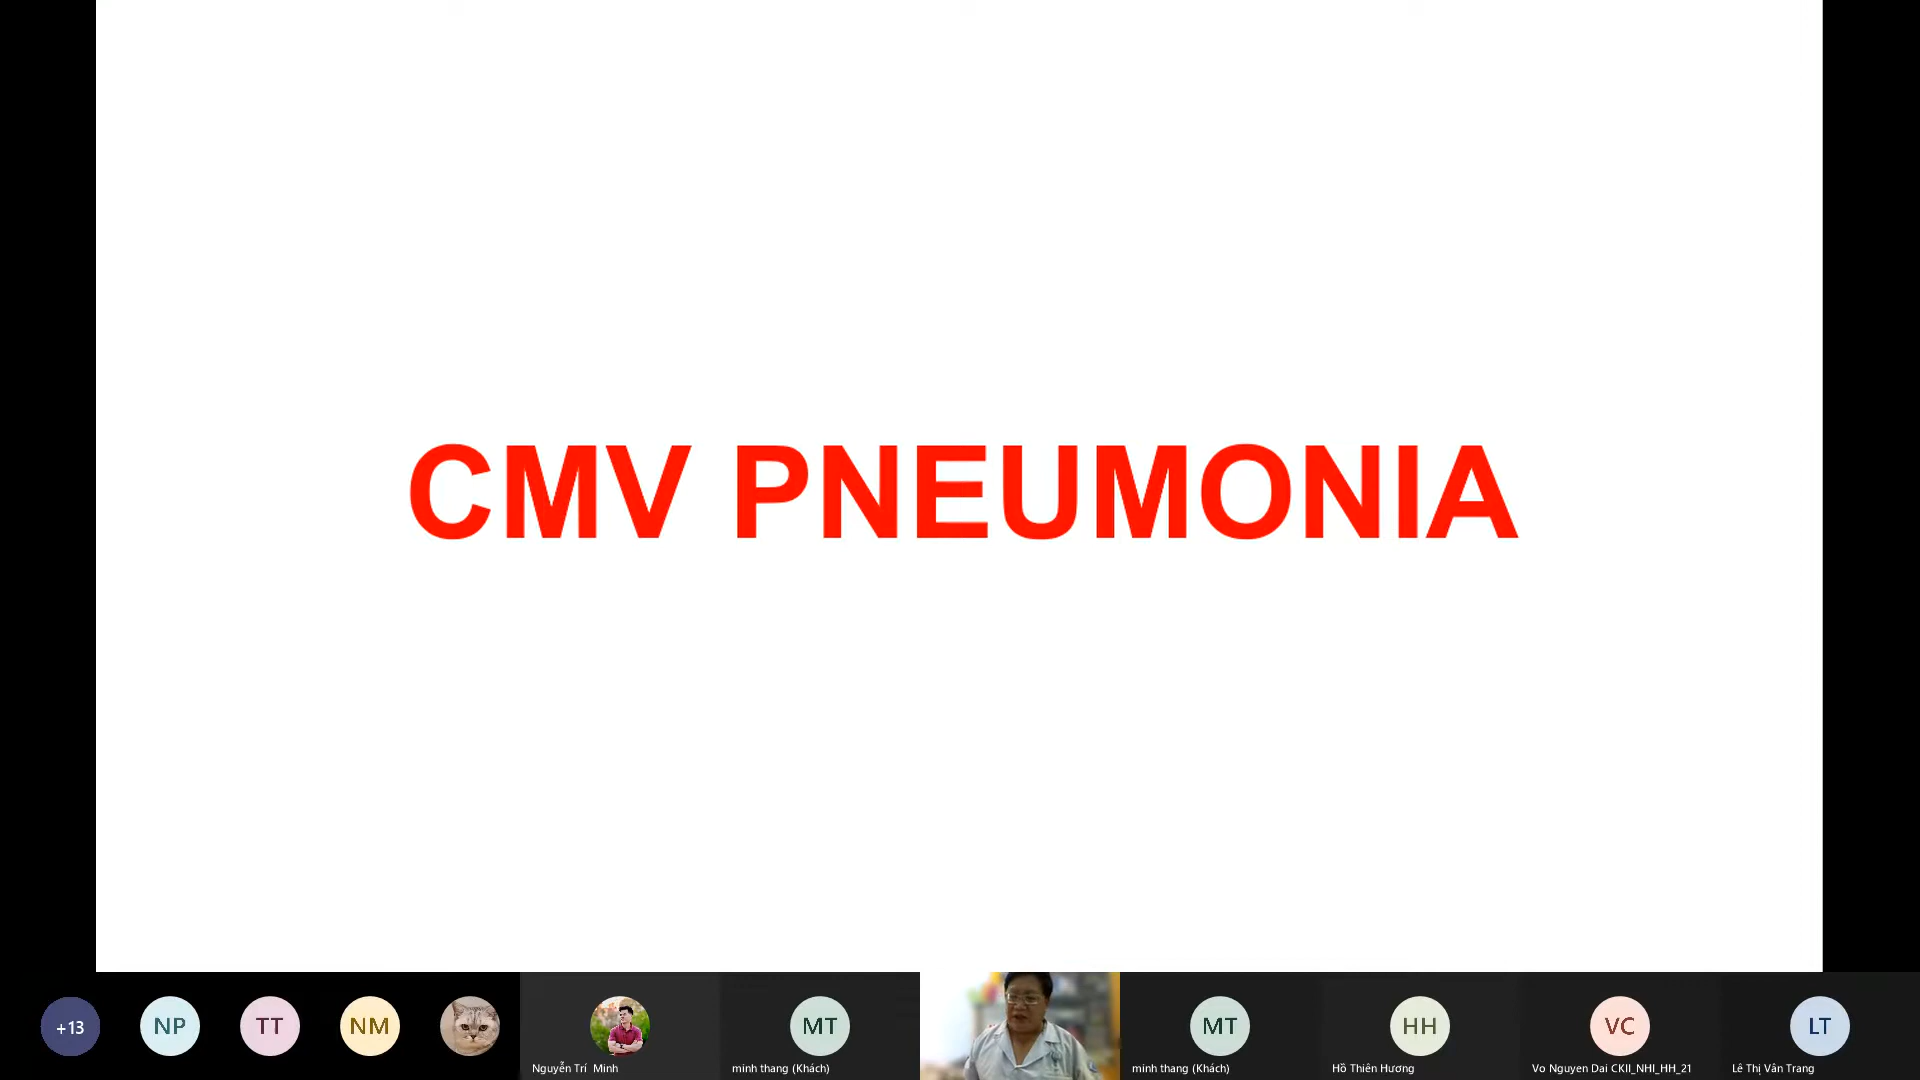 CMV PNEUMONIA
+13
NP
TT
NM
Nguyễn Trí Minh
MT
minh thang (Khách)
MT
minh thang (Khách)
HH
Hồ Thiên Hương
VC
Vo Nguyen Dai CKII_NHI_HH_21
LT
Lê Thị Vân Trang